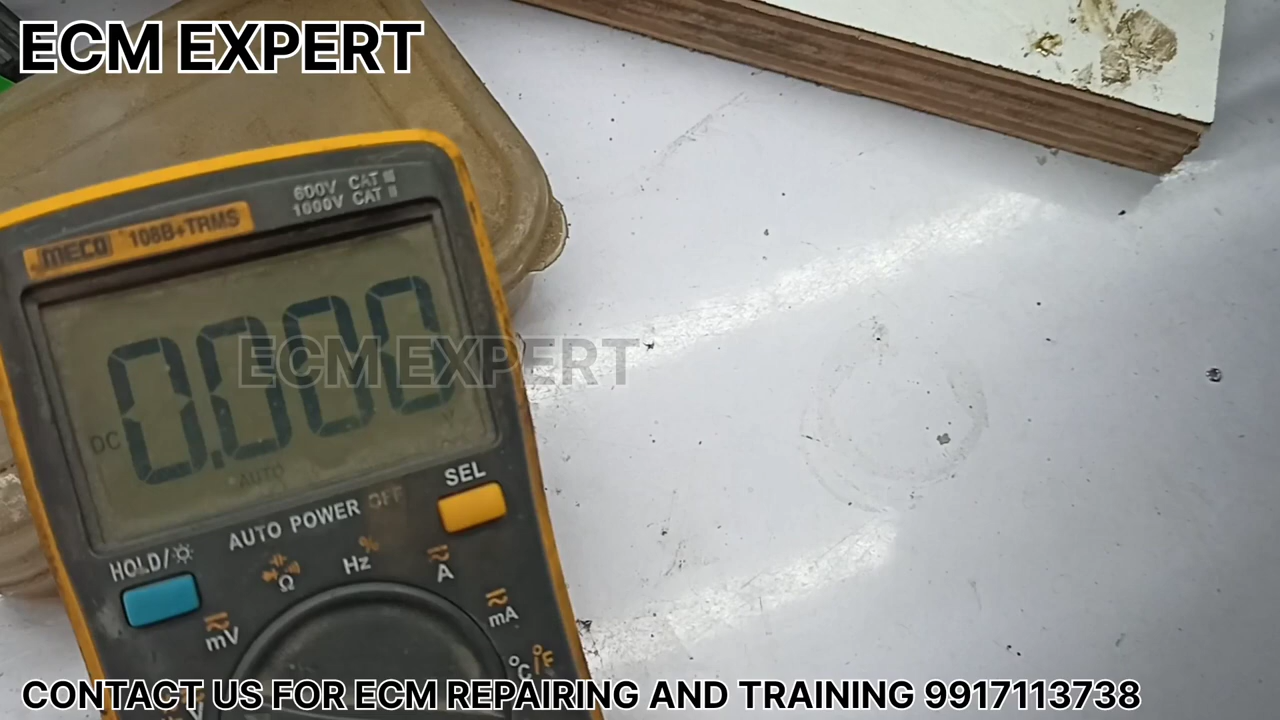 ECM EXPERT
600V CAT III
1000V CAT II
MECO 108B+TRMS
0.000
ECM EXPERT
DC
AUTO
V
SEL
AUTO POWER OFF
HOLD/
Ω
Hz %
A
mV
mA
°C/°F
V
CONTACT US FOR ECM REPAIRING AND TRAINING 9917113738